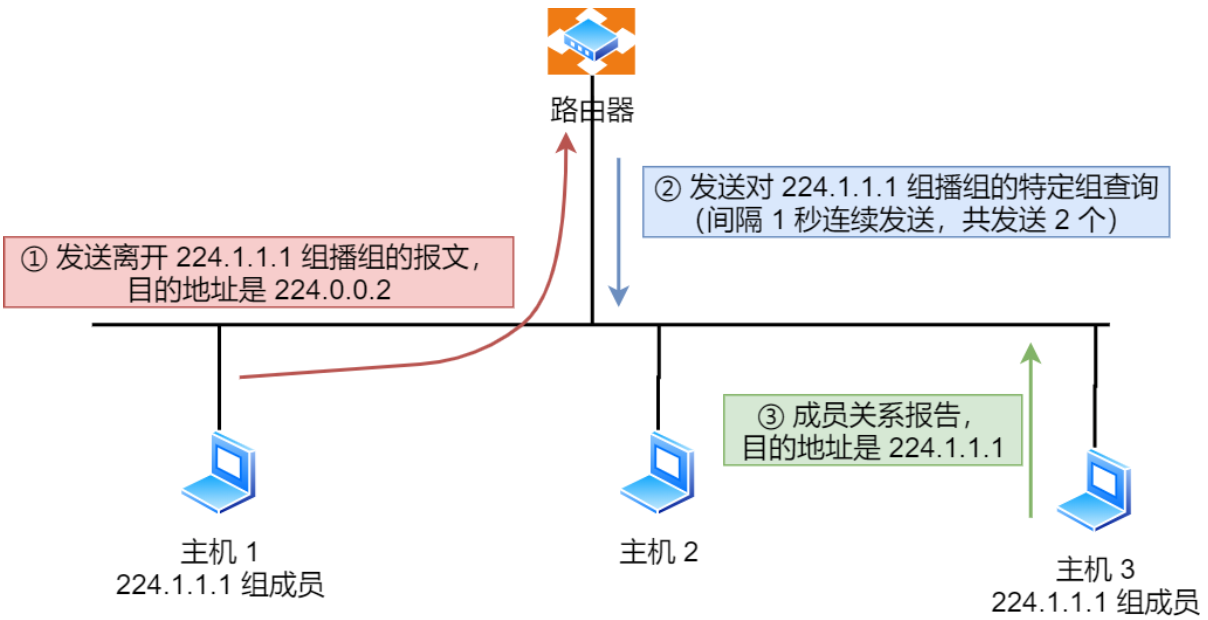 路由器
② 发送对 224.1.1.1 组播组的特定组查询
（间隔 1 秒连续发送，共发送 2 个）
① 发送离开 224.1.1.1 组播组的报文，
目的地址是 224.0.0.2
③ 成员关系报告，
目的地址是 224.1.1.1
主机 1
224.1.1.1 组成员
主机 2
主机 3
224.1.1.1 组成员